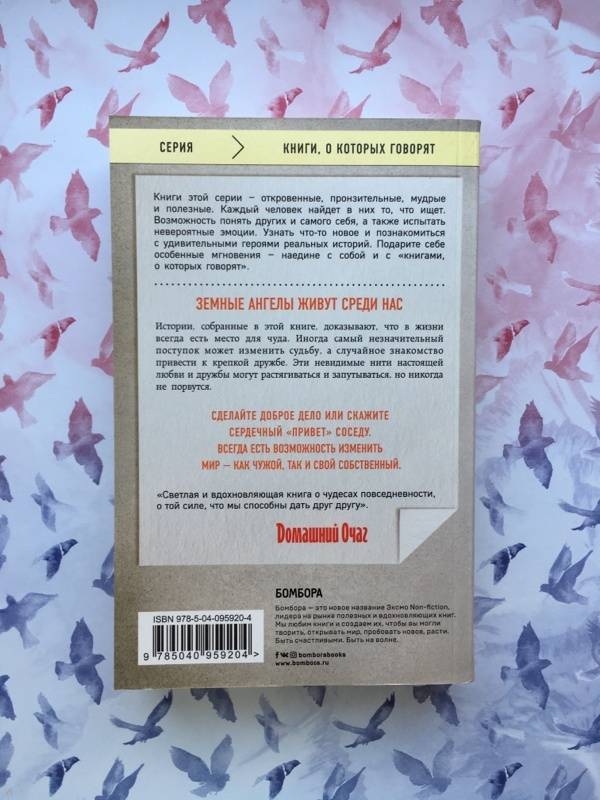 СЕРИЯ > КНИГИ, О КОТОРЫХ ГОВОРЯТ
Книги этой серии – откровенные, пронзительные, мудрые
и полезные. Каждый человек найдет в них то, что ищет.
Возможность понять других и самого себя, а также испытать
невероятные эмоции. Узнать что-то новое и познакомиться
с удивительными героями реальных историй. Подарите себе
особенные мгновения – наедине с собой и с «книгами,
о которых говорят».
ЗЕМНЫЕ АНГЕЛЫ ЖИВУТ СРЕДИ НАС
Истории, собранные в этой книге, доказывают, что в жизни
всегда есть место для чуда. Иногда самый незначительный
поступок может изменить судьбу, а случайное знакомство
привести к крепкой дружбе. Эти невидимые нити настоящей
любви и дружбы могут растягиваться и запутываться, но никогда
не порвутся.
СДЕЛАЙТЕ ДОБРОЕ ДЕЛО ИЛИ СКАЖИТЕ
СЕРДЕЧНЫЙ «ПРИВЕТ» СОСЕДУ.
ВСЕГДА ЕСТЬ ВОЗМОЖНОСТЬ ИЗМЕНИТЬ
МИР – КАК ЧУЖОЙ, ТАК И СВОЙ СОБСТВЕННЫЙ.
«Светлая и вдохновляющая книга о чудесах повседневности,
о той силе, что мы способны дать друг другу».
Домашний Очаг
БОМБОРА
Бомбора – это новое название Эксмо Non-fiction,
лидера на рынке полезных и вдохновляющих книг.
Мы любим книги и создаем их, чтобы вы могли
творить, открывать мир, пробовать новое, расти.
Быть счастливыми. Быть на волне.
bomborabooks
www.bombora.ru
ISBN 978-5-04-095920-4
9 785040 959204 >